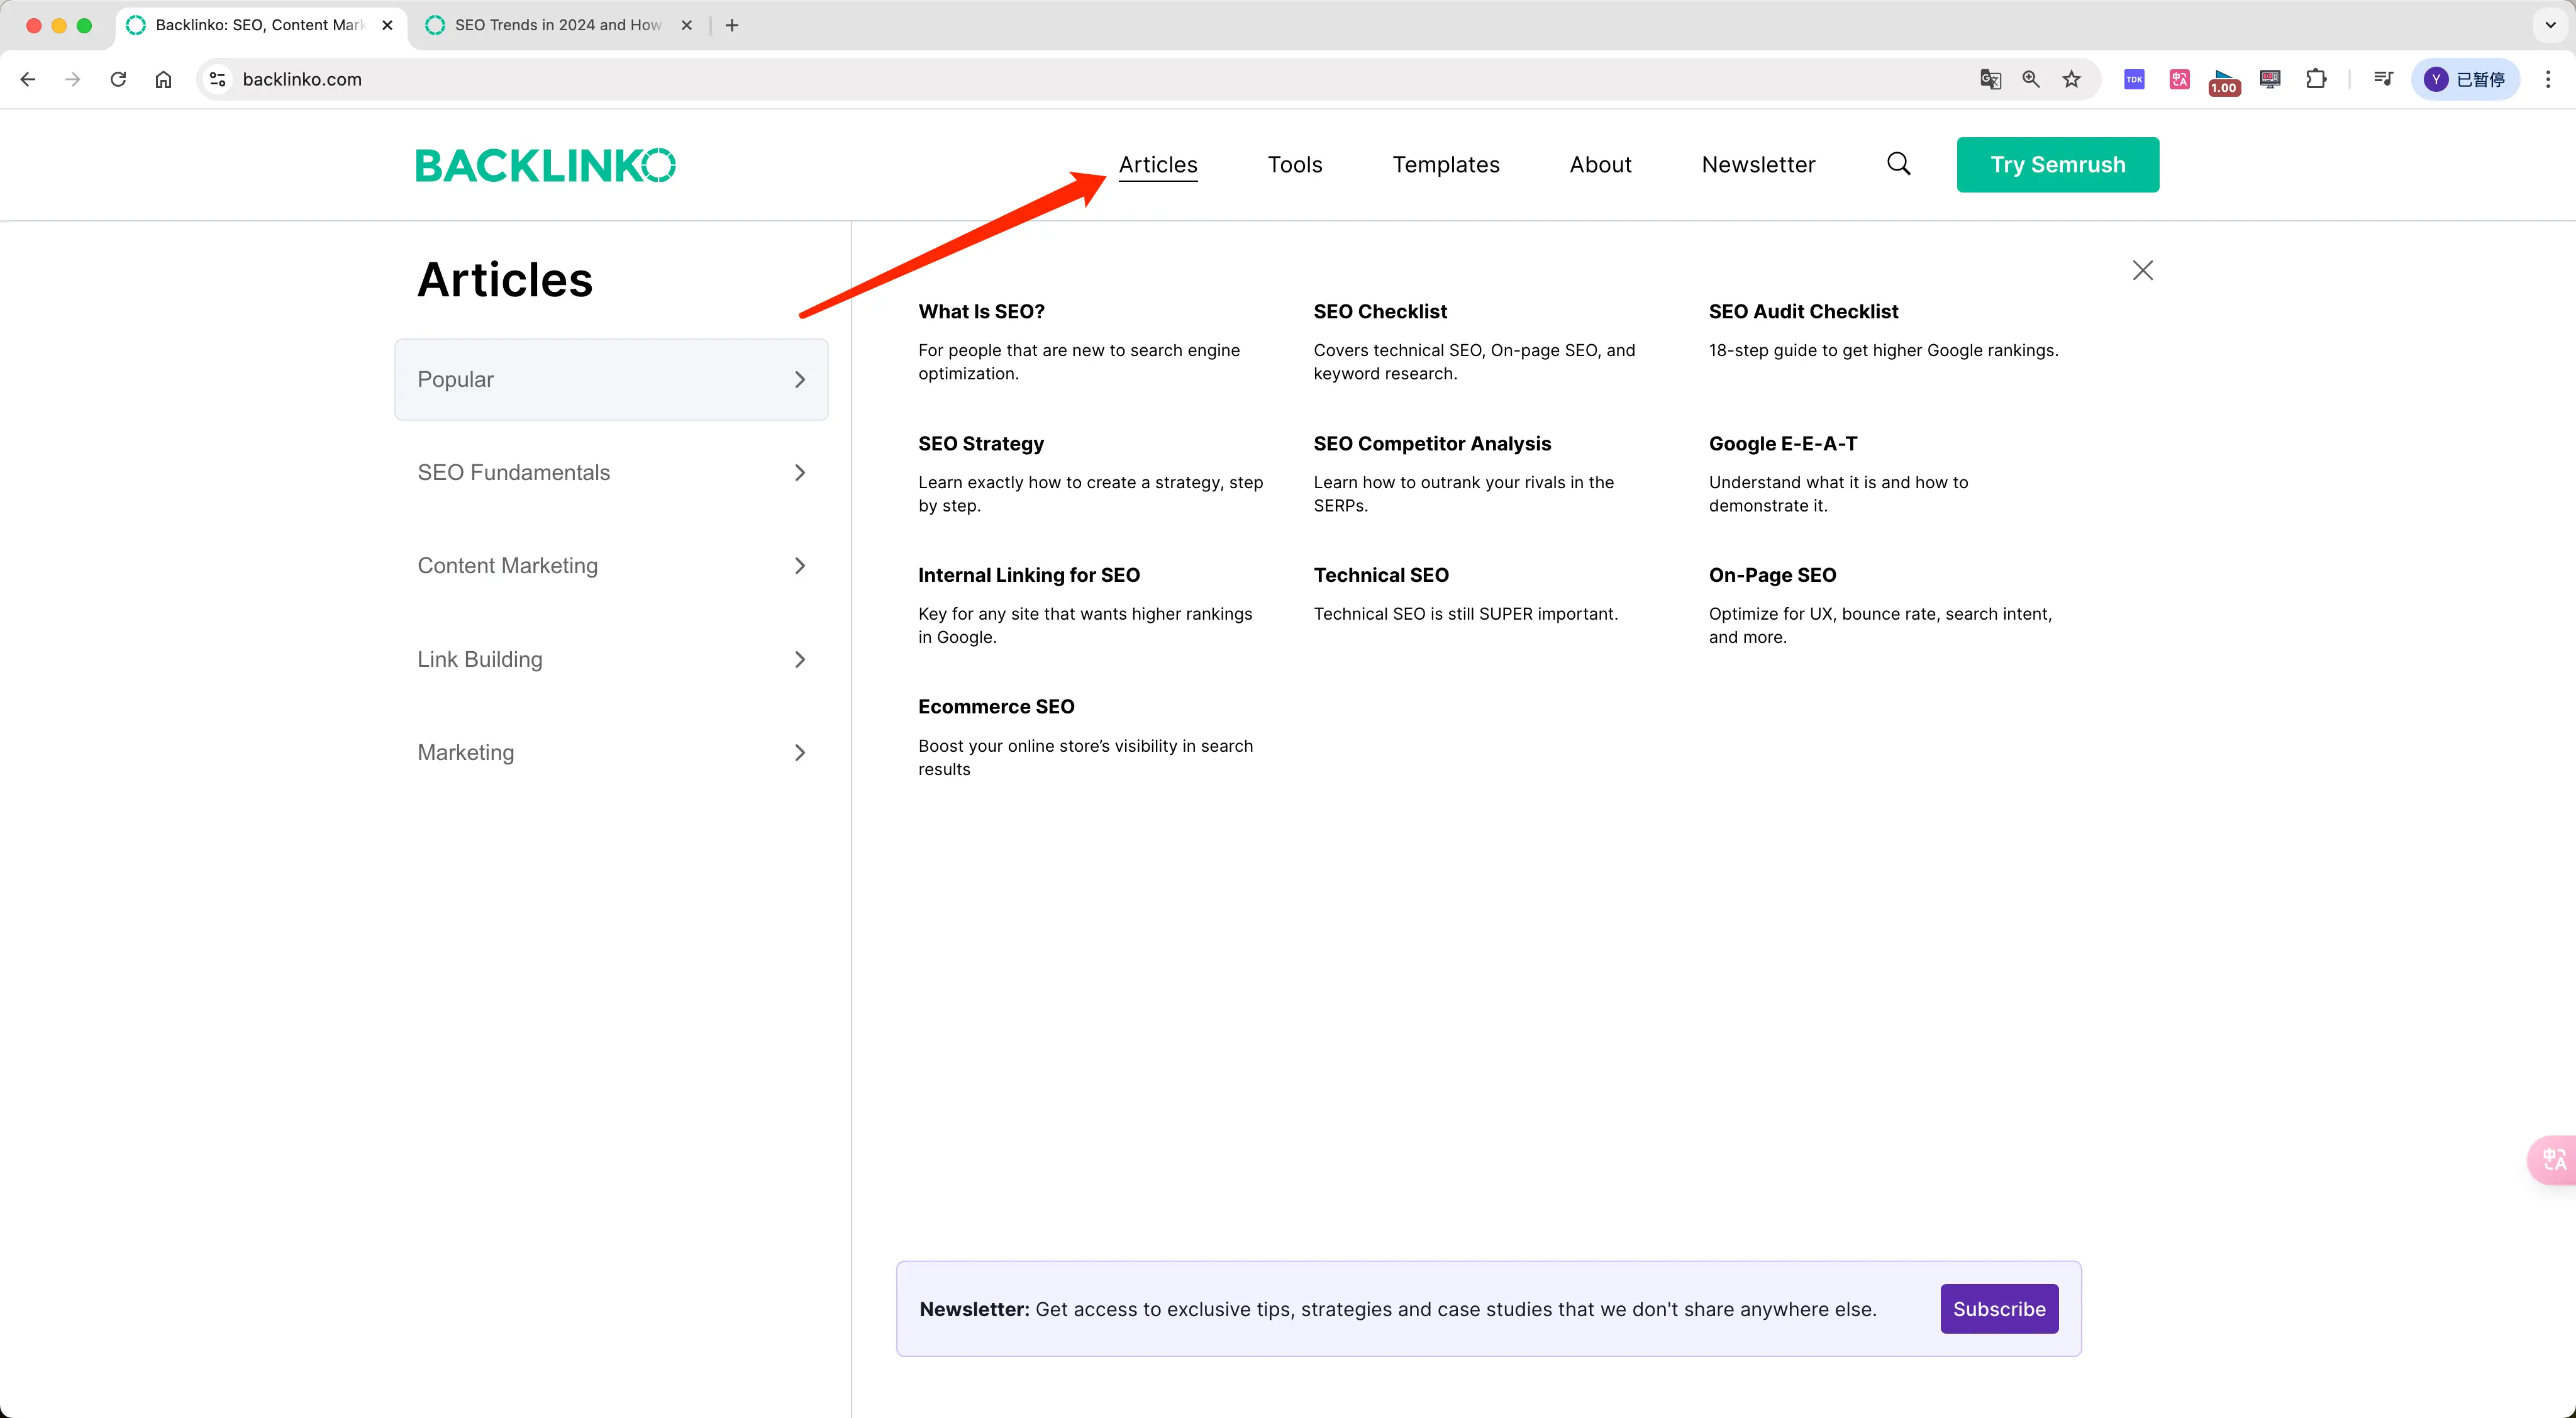 Backlinko: SEO, Content Mark
SEO Trends in 2024 and How
backlinko.com
TDK
1.00
Y
已暂停
BACKLINKO
Articles
Tools
Templates
About
Newsletter
Try Semrush
Articles
Popular
SEO Fundamentals
Content Marketing
Link Building
Marketing
What Is SEO?
For people that are new to search engine
optimization.
SEO Checklist
Covers technical SEO, On-page SEO, and
keyword research.
SEO Audit Checklist
18-step guide to get higher Google rankings.
SEO Strategy
Learn exactly how to create a strategy, step
by step.
SEO Competitor Analysis
Learn how to outrank your rivals in the
SERPs.
Google E-E-A-T
Understand what it is and how to
demonstrate it.
Internal Linking for SEO
Key for any site that wants higher rankings
in Google.
Technical SEO
Technical SEO is still SUPER important.
On-Page SEO
Optimize for UX, bounce rate, search intent,
and more.
Ecommerce SEO
Boost your online store’s visibility in search
results
Newsletter: Get access to exclusive tips, strategies and case studies that we don't share anywhere else.
Subscribe